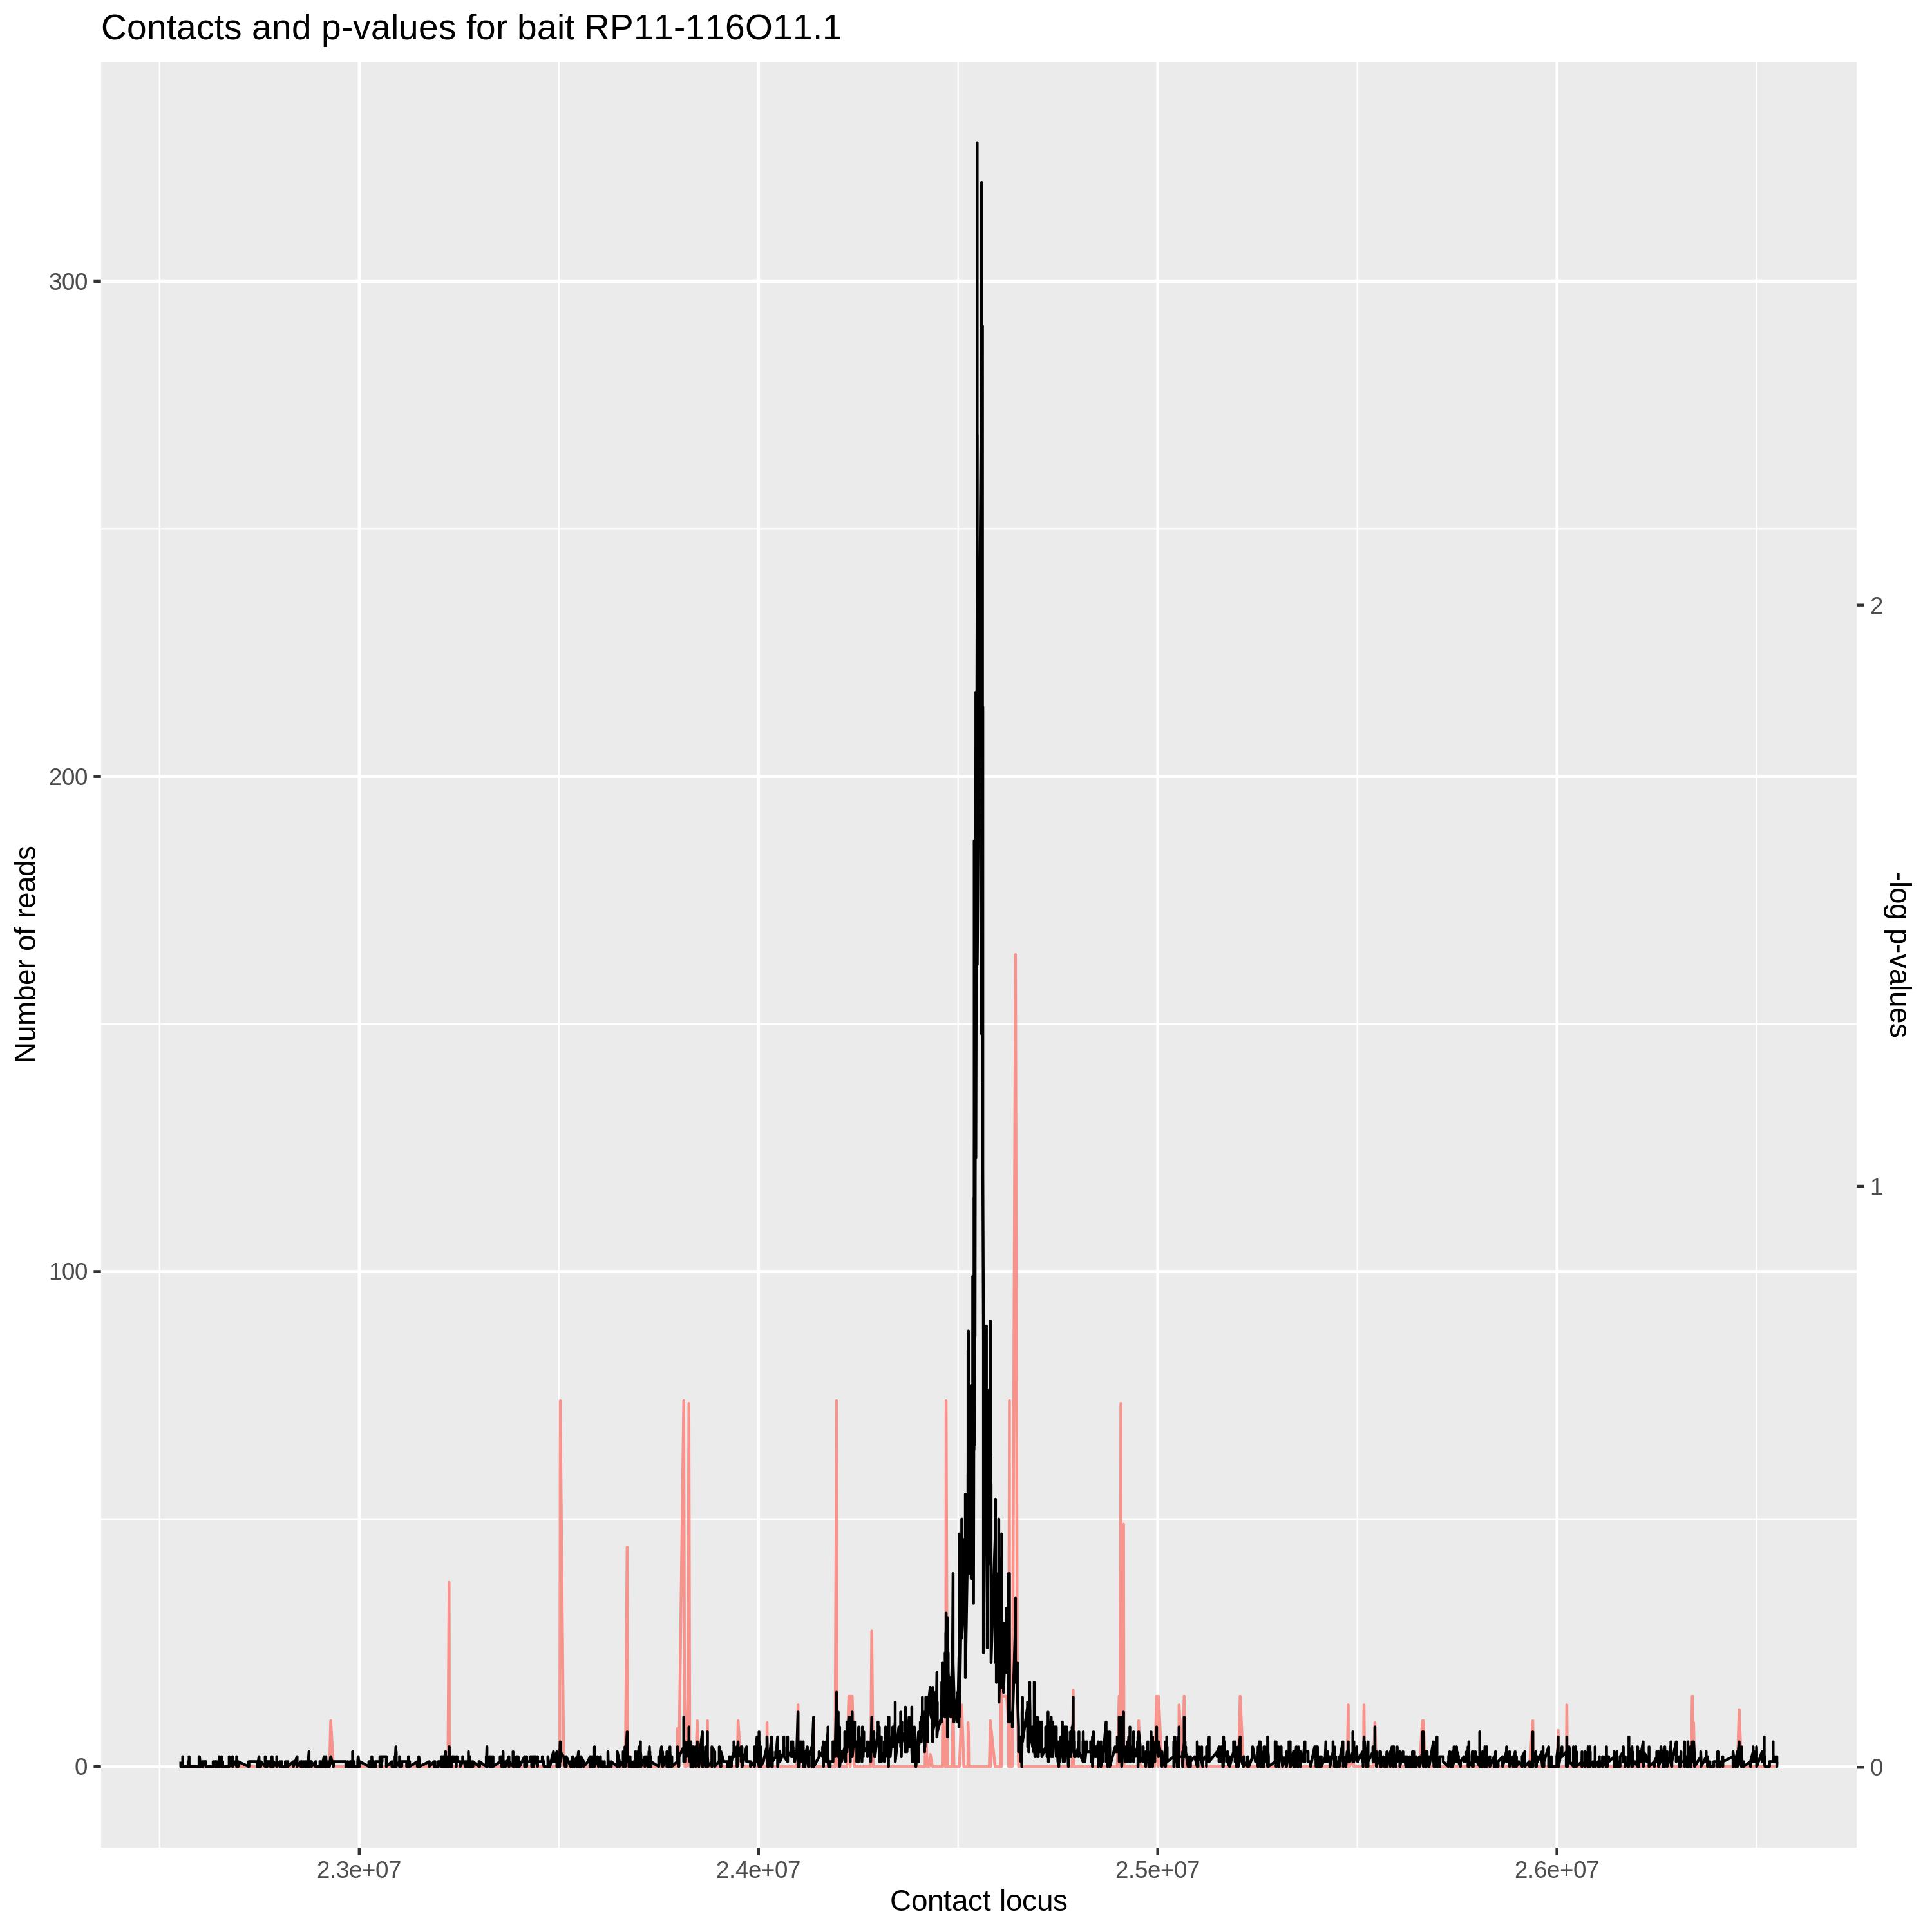 Contacts and p-values for bait RP11-116O11.1
300
200
100
0
Number of reads
2
1
0
-log p-values
2.3e+07
2.4e+07
2.5e+07
2.6e+07
Contact locus